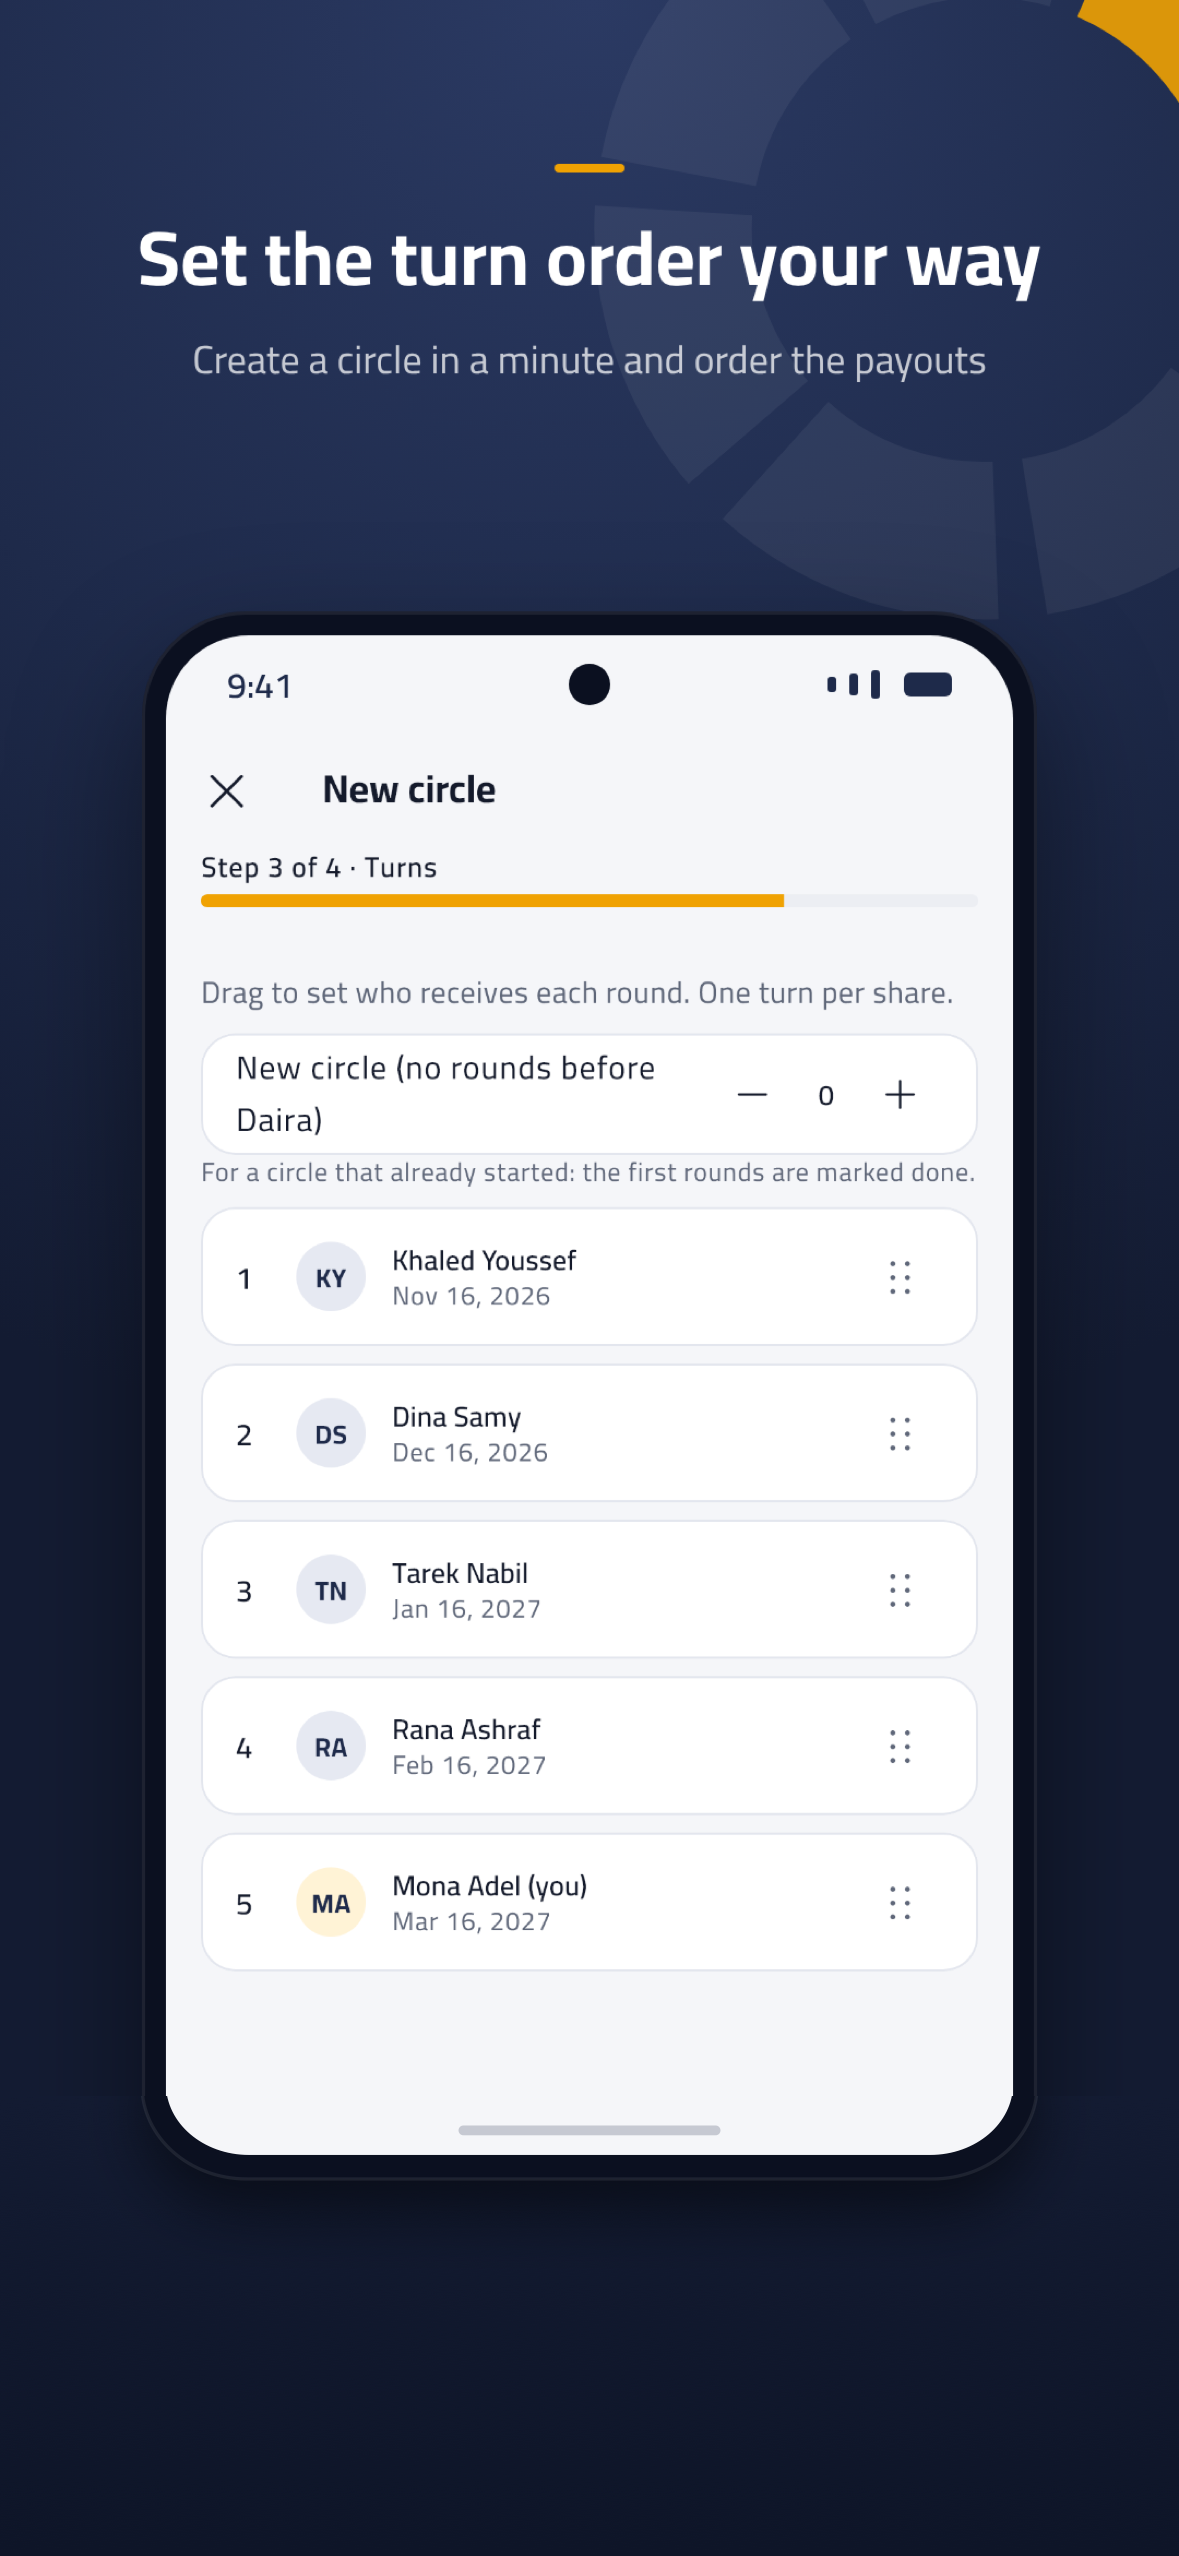 Set the turn order your way
Create a circle in a minute and order the payouts
9:41
New circle
Step 3 of 4 · Turns
Drag to set who receives each round. One turn per share.
New circle (no rounds before
Daira)
0
For a circle that already started: the first rounds are marked done.
1
KY
Khaled Youssef
Nov 16, 2026
2
DS
Dina Samy
Dec 16, 2026
3
TN
Tarek Nabil
Jan 16, 2027
4
RA
Rana Ashraf
Feb 16, 2027
5
MA
Mona Adel (you)
Mar 16, 2027